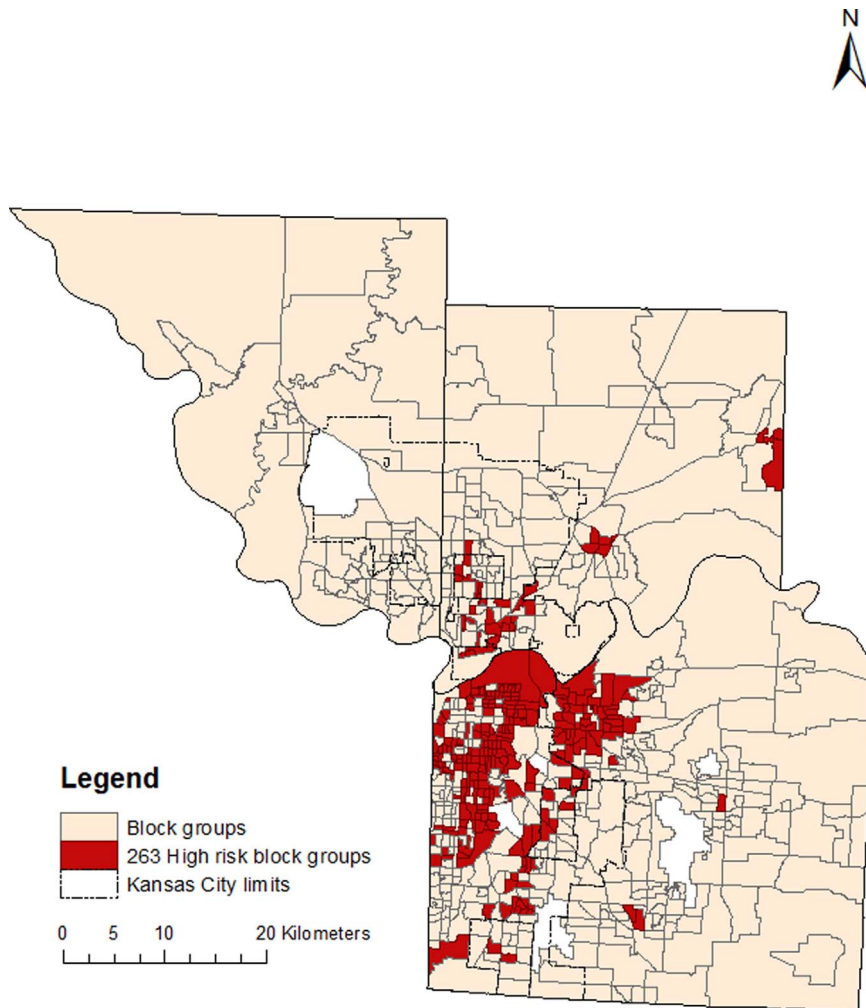 N
Legend
Block groups
263 High risk block groups
Kansas City limits
0 5 10 20 Kilometers